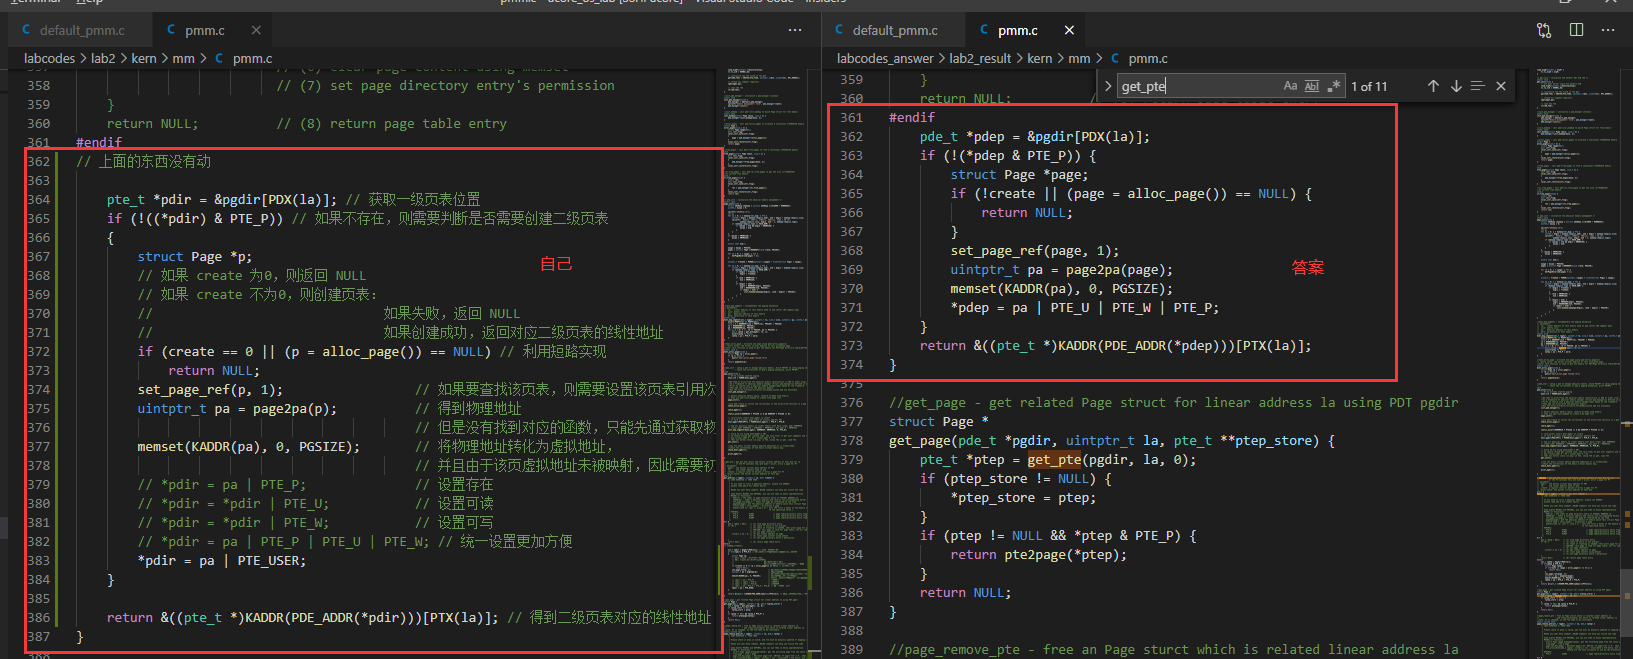 Terminal Help
pmm.c - ucore_os_lab [SSH: ucore] - Visual Studio Code - Insiders
C default_pmm.c
C pmm.c ×
···
labcodes > lab2 > kern > mm > C pmm.c
357 // (6) clear page content using memset
358 // (7) set page directory entry's permission
359 }
360 return NULL; // (8) return page table entry
361 #endif
362 // 上面的东西没有动
363
364 pte_t *pdir = &pgdir[PDX(la)]; // 获取一级页表位置
365 if (!((*pdir) & PTE_P)) // 如果不存在，则需要判断是否需要创建二级页表
366 {
367 struct Page *p;
368 // 如果 create 为0，则返回 NULL
369 // 如果 create 不为0，则创建页表：
370 // 如果失败，返回 NULL
371 // 如果创建成功，返回对应二级页表的线性地址
372 if (create == 0 || (p = alloc_page()) == NULL) // 利用短路实现
373 return NULL;
374 set_page_ref(p, 1); // 如果要查找该页表，则需要设置该页表引用次
375 uintptr_t pa = page2pa(p); // 得到物理地址
376 // 但是没有找到对应的函数，只能先通过获取物
377 memset(KADDR(pa), 0, PGSIZE); // 将物理地址转化为虚拟地址，
378 // 并且由于该页虚拟地址未被映射，因此需要初
379 // *pdir = pa | PTE_P; // 设置存在
380 // *pdir = *pdir | PTE_U; // 设置可读
381 // *pdir = *pdir | PTE_W; // 设置可写
382 // *pdir = pa | PTE_P | PTE_U | PTE_W; // 统一设置更加方便
383 *pdir = pa | PTE_USER;
384 }
385
386 return &((pte_t *)KADDR(PDE_ADDR(*pdir)))[PTX(la)]; // 得到二级页表对应的线性地址
387 }
自己
C default_pmm.c
C pmm.c ×
···
labcodes_answer > lab2_result > kern > mm > C pmm.c
get_pte
Aa Abl .*
1 of 11
359 }
360 return NULL;
361 #endif
362 pde_t *pdep = &pgdir[PDX(la)];
363 if (!(*pdep & PTE_P)) {
364 struct Page *page;
365 if (!create || (page = alloc_page()) == NULL) {
366 return NULL;
367 }
368 set_page_ref(page, 1);
369 uintptr_t pa = page2pa(page);
370 memset(KADDR(pa), 0, PGSIZE);
371 *pdep = pa | PTE_U | PTE_W | PTE_P;
372 }
373 return &((pte_t *)KADDR(PDE_ADDR(*pdep)))[PTX(la)];
374 }
375
376 //get_page - get related Page struct for linear address la using PDT pgdir
377 struct Page *
378 get_page(pde_t *pgdir, uintptr_t la, pte_t **ptep_store) {
379 pte_t *ptep = get_pte(pgdir, la, 0);
380 if (ptep_store != NULL) {
381 *ptep_store = ptep;
382 }
383 if (ptep != NULL && *ptep & PTE_P) {
384 return pte2page(*ptep);
385 }
386 return NULL;
387 }
388
389 //page_remove_pte - free an Page sturct which is related linear address la
答案